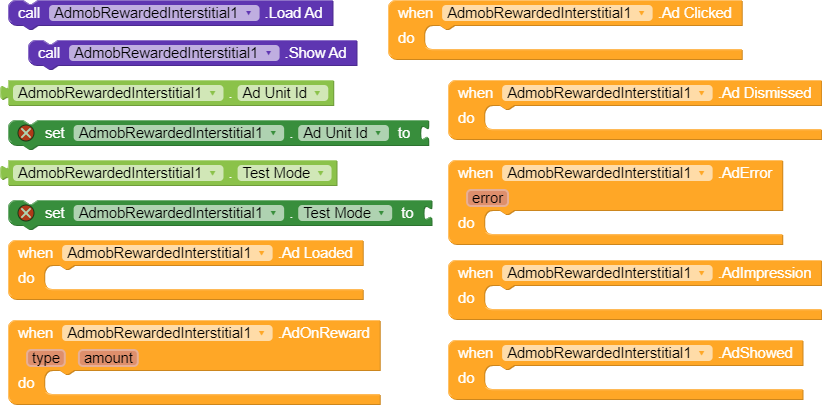 call AdmobRewardedInterstitial1 .Load Ad
call AdmobRewardedInterstitial1 .Show Ad
AdmobRewardedInterstitial1 . Ad Unit Id
set AdmobRewardedInterstitial1 . Ad Unit Id to
AdmobRewardedInterstitial1 . Test Mode
set AdmobRewardedInterstitial1 . Test Mode to
when AdmobRewardedInterstitial1 .Ad Loaded
do
when AdmobRewardedInterstitial1 .AdOnReward
type amount
do
when AdmobRewardedInterstitial1 .Ad Clicked
do
when AdmobRewardedInterstitial1 .Ad Dismissed
do
when AdmobRewardedInterstitial1 .AdError
error
do
when AdmobRewardedInterstitial1 .AdImpression
do
when AdmobRewardedInterstitial1 .AdShowed
do